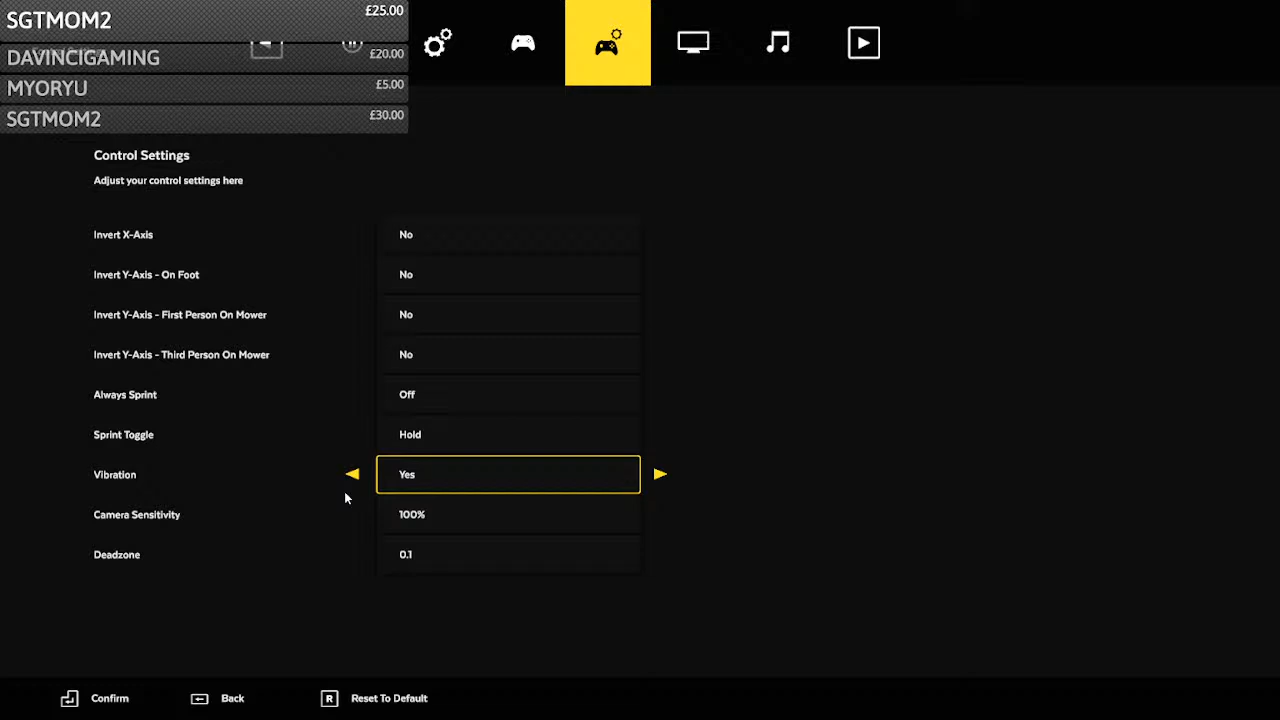 SGTMOM2 £25.00
DAVINCIGAMING £20.00
MYORYU £5.00
SGTMOM2 £30.00
Control Settings
Adjust your control settings here
Invert X-Axis No
Invert Y-Axis - On Foot No
Invert Y-Axis - First Person On Mower No
Invert Y-Axis - Third Person On Mower No
Always Sprint Off
Sprint Toggle Hold
Vibration Yes
Camera Sensitivity 100%
Deadzone 0.1
Confirm Back R Reset To Default